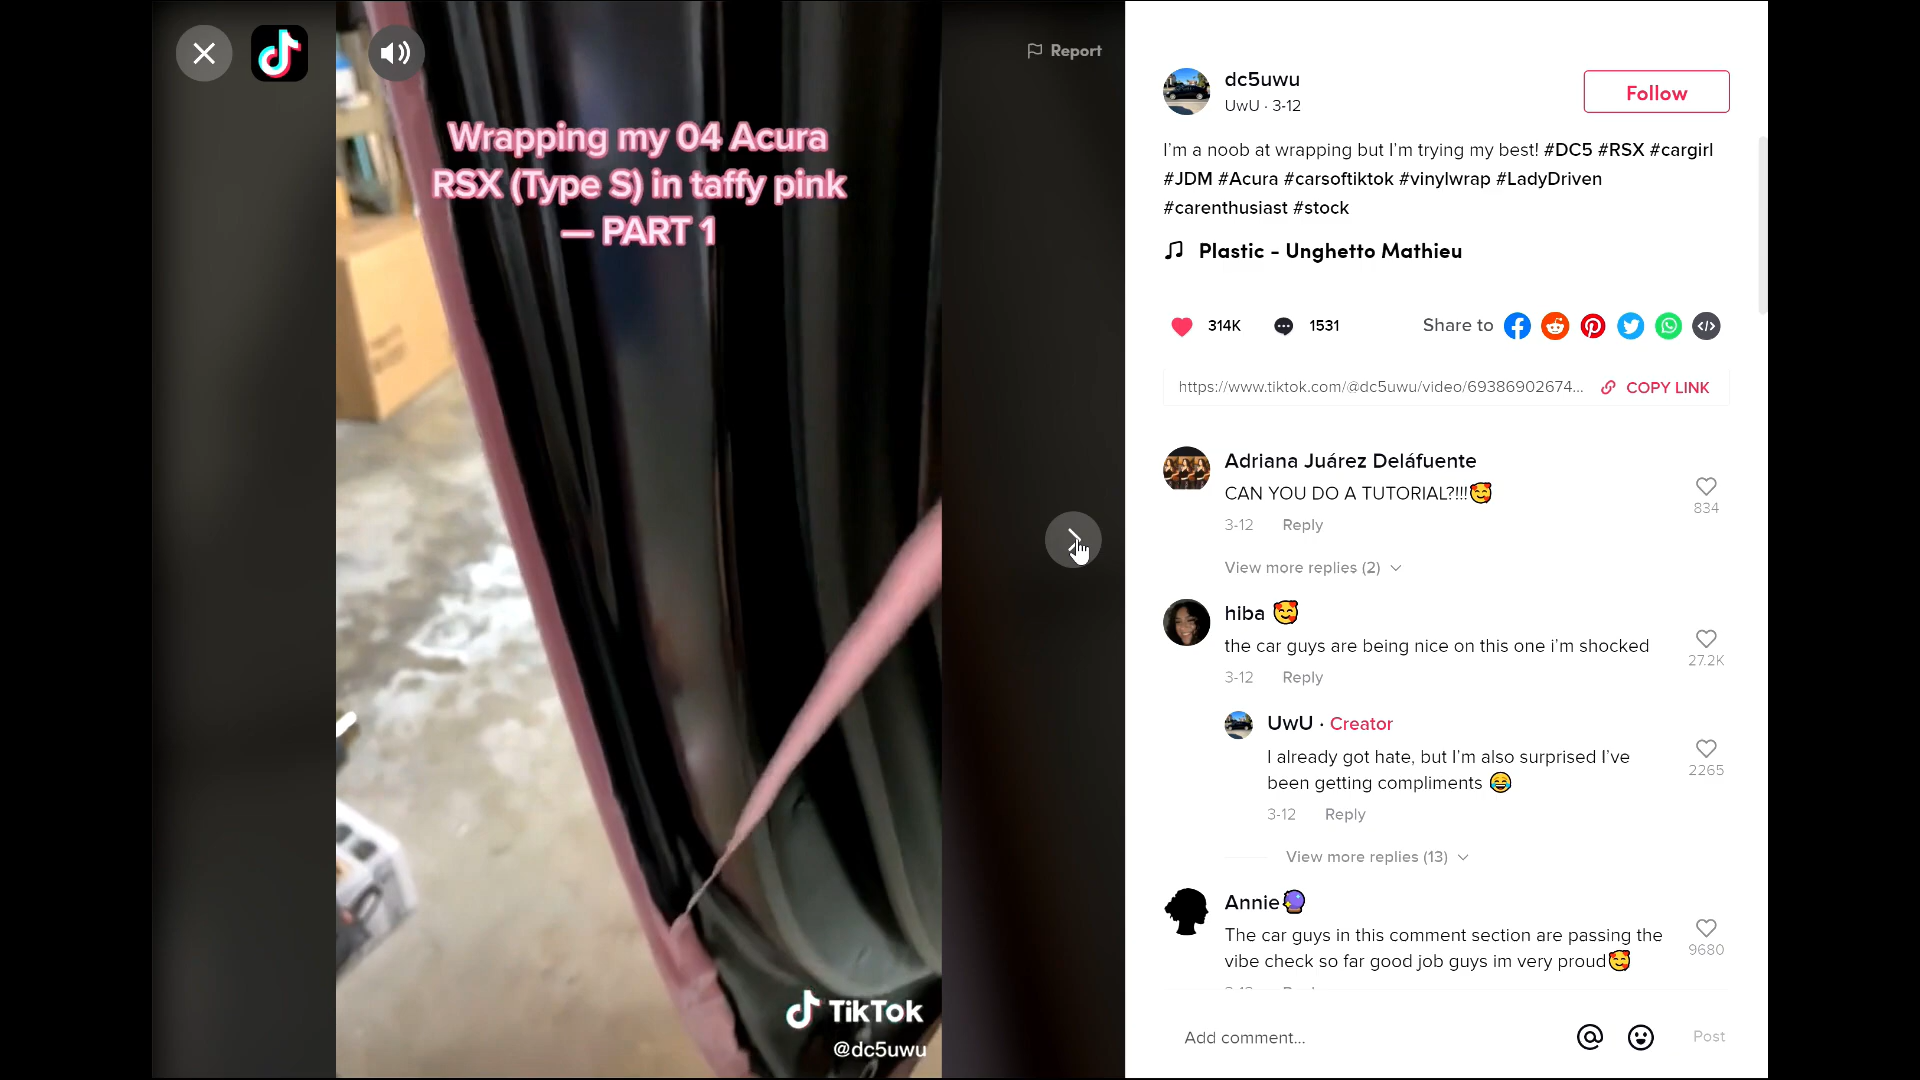 Report
Wrapping my 04 Acura
RSX (Type S) in taffy pink
— PART 1
TikTok
@dc5uwu
dc5uwu
UwU · 3-12
Follow
I'm a noob at wrapping but I'm trying my best! #DC5 #RSX #cargirl
#JDM #Acura #carsoftiktok #vinylwrap #LadyDriven
#carenthusiast #stock
Plastic - Unghetto Mathieu
314K 1531 Share to
https://www.tiktok.com/@dc5uwu/video/69386902674... COPY LINK
Adriana Juárez Deláfuente
CAN YOU DO A TUTORIAL?!!!🥰
834
3-12 Reply
View more replies (2)
hiba 🥰
the car guys are being nice on this one i'm shocked
27.2K
3-12 Reply
UwU · Creator
I already got hate, but I'm also surprised I've
been getting compliments 😂
2265
3-12 Reply
View more replies (13)
Annie🔮
The car guys in this comment section are passing the
vibe check so far good job guys im very proud🥰
9680
Add comment... Post